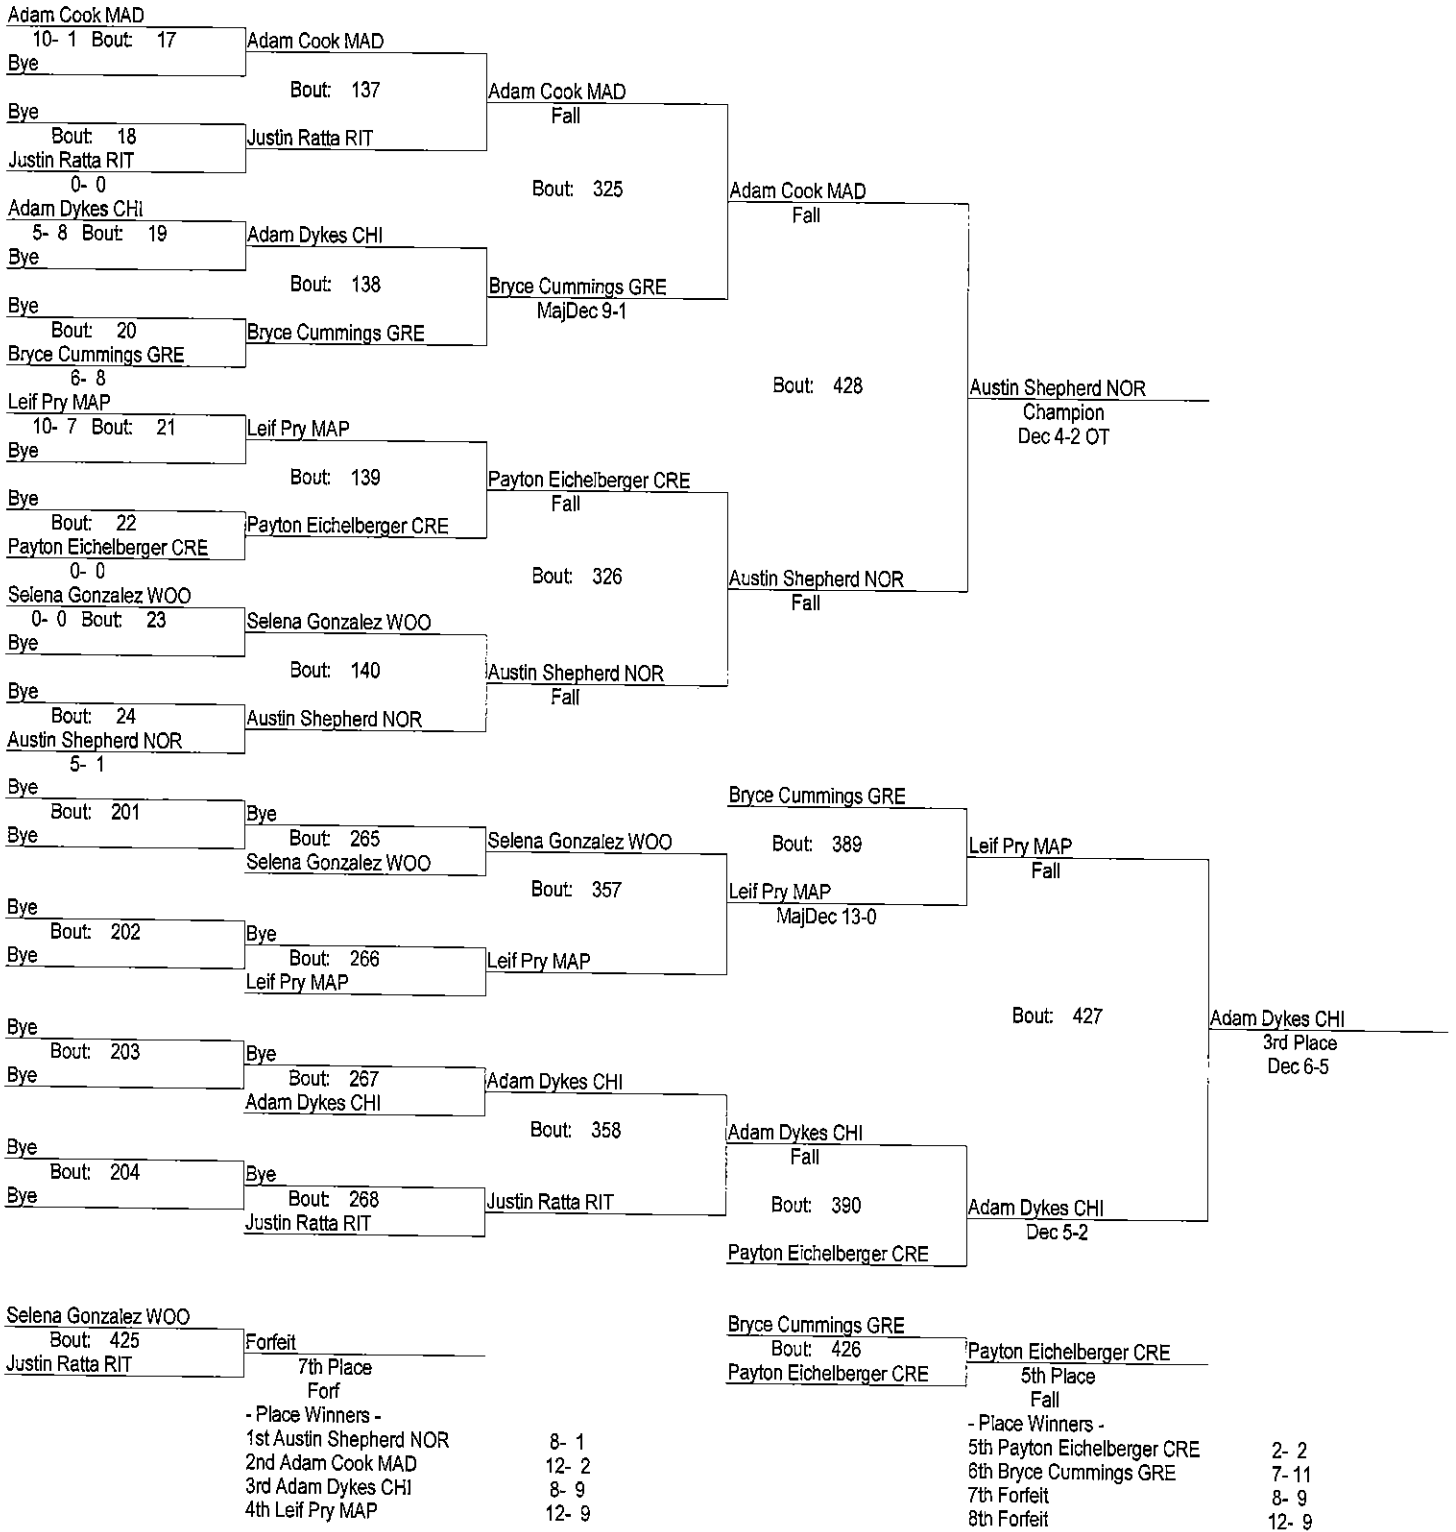 Adam Cook MAD
10- 1 Bout: 17
Bye
Adam Cook MAD
Bout: 137
Bye
Bout: 18
Justin Ratta RIT
0- 0
Justin Ratta RIT
Adam Cook MAD
Fall
Bout: 325
Adam Dykes CHI
5- 8 Bout: 19
Bye
Adam Dykes CHI
Bout: 138
Bye
Bout: 20
Bryce Cummings GRE
6- 8
Bryce Cummings GRE
Bryce Cummings GRE
MajDec 9-1
Adam Cook MAD
Fall
Bout: 428
Leif Pry MAP
10- 7 Bout: 21
Bye
Leif Pry MAP
Bout: 139
Bye
Bout: 22
Payton Eichelberger CRE
0- 0
Payton Eichelberger CRE
Payton Eichelberger CRE
Fall
Bout: 326
Selena Gonzalez WOO
0- 0 Bout: 23
Bye
Selena Gonzalez WOO
Bout: 140
Bye
Bout: 24
Austin Shepherd NOR
5- 1
Austin Shepherd NOR
Austin Shepherd NOR
Fall
Austin Shepherd NOR
Fall
Austin Shepherd NOR
Champion
Dec 4-2 OT
Bye
Bout: 201
Bye
Bye
Bout: 265
Selena Gonzalez WOO
Selena Gonzalez WOO
Bout: 357
Bye
Bout: 202
Bye
Bye
Bout: 266
Leif Pry MAP
Leif Pry MAP
Bryce Cummings GRE
Bout: 389
Leif Pry MAP
MajDec 13-0
Leif Pry MAP
Fall
Bout: 427
Bye
Bout: 203
Bye
Bye
Bout: 267
Adam Dykes CHI
Adam Dykes CHI
Bout: 358
Bye
Bout: 204
Bye
Bye
Bout: 268
Justin Ratta RIT
Justin Ratta RIT
Adam Dykes CHI
Fall
Bout: 390
Payton Eichelberger CRE
Adam Dykes CHI
Dec 5-2
Adam Dykes CHI
3rd Place
Dec 6-5
Selena Gonzalez WOO
Bout: 425
Justin Ratta RIT
Forfeit
7th Place
Forf
- Place Winners -
1st Austin Shepherd NOR 8- 1
2nd Adam Cook MAD 12- 2
3rd Adam Dykes CHI 8- 9
4th Leif Pry MAP 12- 9
Bryce Cummings GRE
Bout: 426
Payton Eichelberger CRE
Payton Eichelberger CRE
5th Place
Fall
- Place Winners -
5th Payton Eichelberger CRE 2- 2
6th Bryce Cummings GRE 7- 11
7th Forfeit 8- 9
8th Forfeit 12- 9